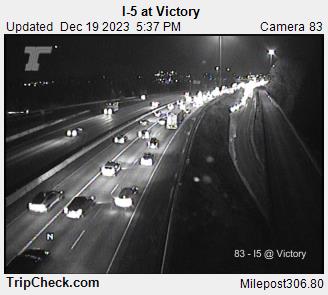 I-5 at Victory
Updated Dec 19 2023 5:37 PM Camera 83
T
N
83 - I5 @ Victory
TripCheck.com Milepost306.80